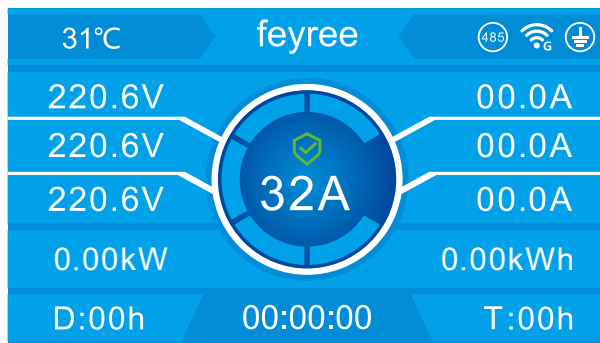 31℃ feyree 485 G
220.6V 00.0A
220.6V 00.0A
220.6V 32A 00.0A
0.00kW 0.00kWh
D:00h 00:00:00 T:00h